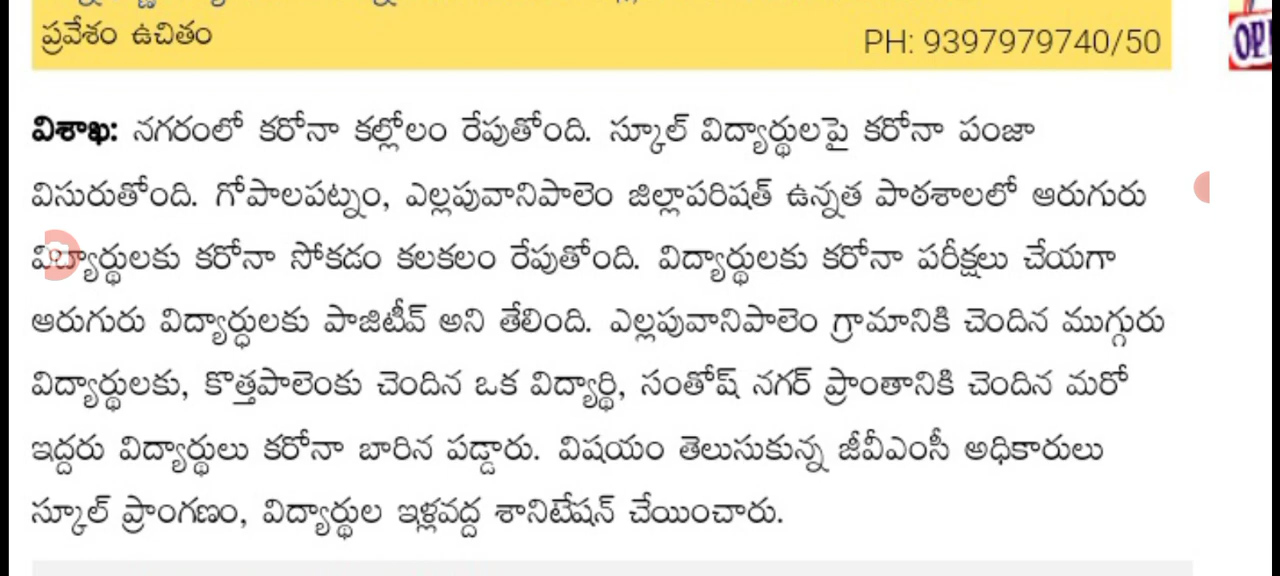 ప్రవేశం ఉచితం
PH: 9397979740/50
విశాఖ: నగరంలో కరోనా కల్లోలం రేపుతోంది. స్కూల్ విద్యార్థులపై కరోనా పంజా
విసురుతోంది. గోపాలపట్నం, ఎల్లపువానిపాలెం జిల్లాపరిషత్ ఉన్నత పాఠశాలలో ఆరుగురు
విద్యార్థులకు కరోనా సోకడం కలకలం రేపుతోంది. విద్యార్థులకు కరోనా పరీక్షలు చేయగా
ఆరుగురు విద్యార్ధులకు పాజిటీవ్ అని తేలింది. ఎల్లపువానిపాలెం గ్రామానికి చెందిన ముగ్గురు
విద్యార్థులకు, కొత్తపాలెంకు చెందిన ఒక విద్యార్థి, సంతోష్ నగర్ ప్రాంతానికి చెందిన మరో
ఇద్దరు విద్యార్థులు కరోనా బారిన పడ్డారు. విషయం తెలుసుకున్న జీవీఎంసీ అధికారులు
స్కూల్ ప్రాంగణం, విద్యార్థుల ఇళ్లవద్ద శానిటేషన్ చేయించారు.